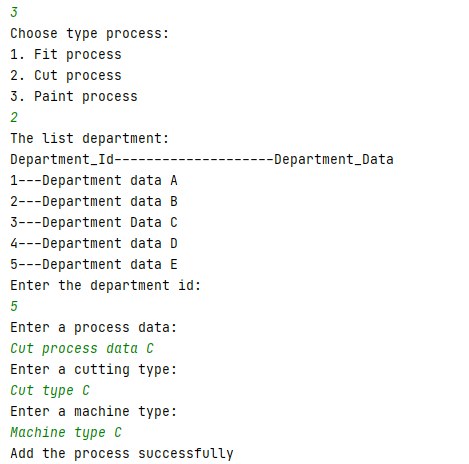 3
Choose type process:
1. Fit process
2. Cut process
3. Paint process
2
The list department:
Department_Id--------------------Department_Data
1---Department data A
2---Department data B
3---Department Data C
4---Department data D
5---Department data E
Enter the department id:
5
Enter a process data:
Cut process data C
Enter a cutting type:
Cut type C
Enter a machine type:
Machine type C
Add the process successfully